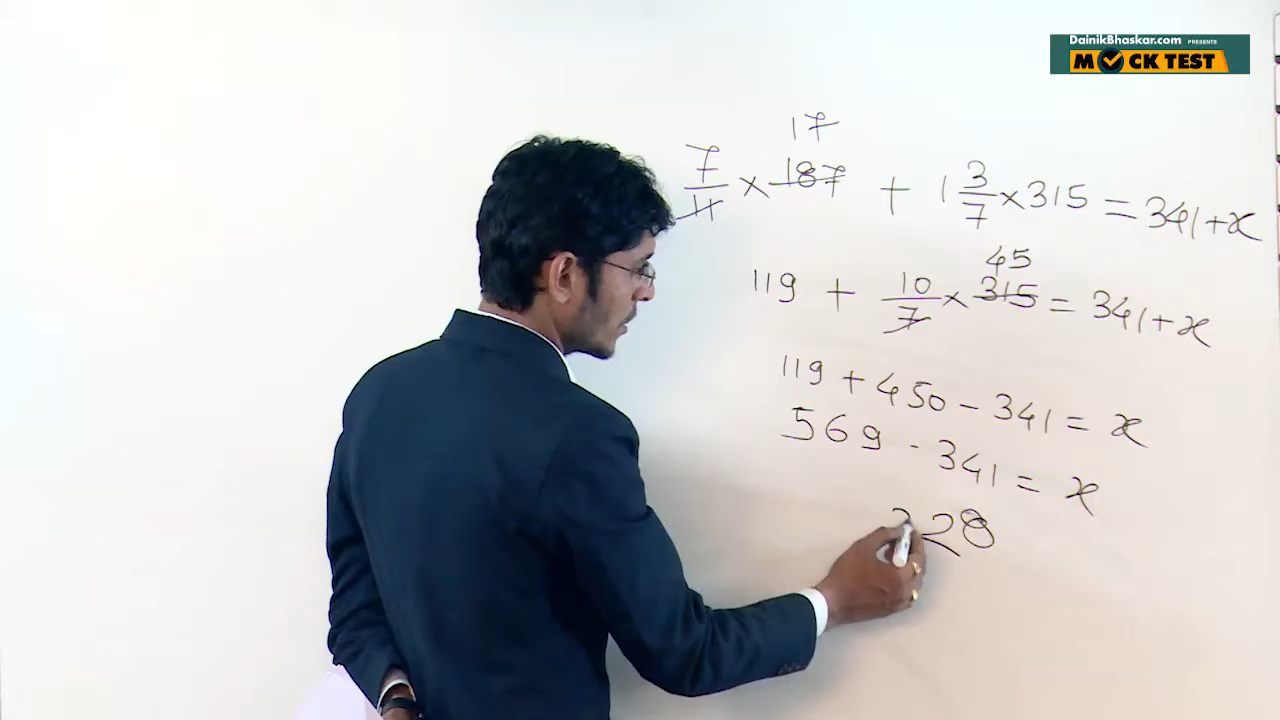 DainikBhaskar.com PRESENTS
MOCK TEST
17
7/11 × 187 + 1 3/7 × 315 = 341 + x
45
119 + 10/7 × 315 = 341 + x
119 + 450 - 341 = x
569 - 341 = x
228